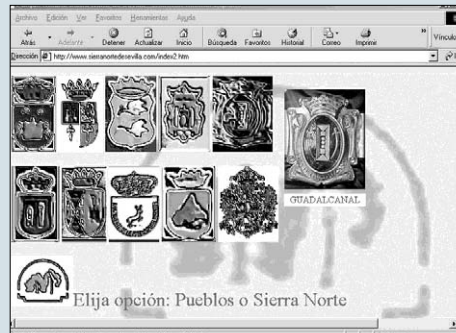 Archivo Edición Ver Favoritos Herramientas Ayuda
Atrás Adelante Detener Actualizar Inicio Búsqueda Favoritos Historial Correo Imprimir »
Vínculos
Dirección http://www.sierranortedesevilla.com/index2.htm
GUADALCANAL
Elija opción: Pueblos o Sierra Norte